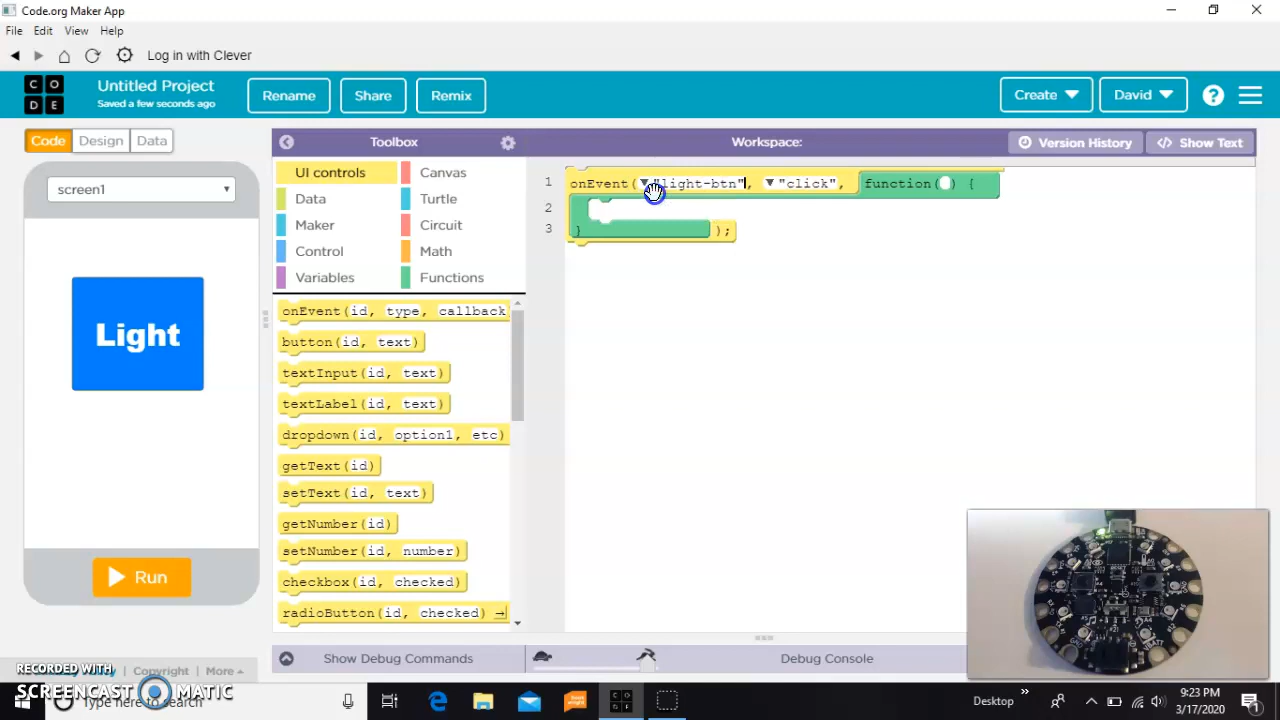 Code.org Maker App
File Edit View Help
Log in with Clever
C O D E
Untitled Project
Saved a few seconds ago
Rename
Share
Remix
Create
David
?
Code
Design
Data
Toolbox
Workspace:
Version History
Show Text
screen1
Light
Run
UI controls
Canvas
Data
Turtle
Maker
Circuit
Control
Math
Variables
Functions
onEvent(id, type, callback
button(id, text)
textInput(id, text)
textLabel(id, text)
dropdown(id, option1, etc)
getText(id)
setText(id, text)
getNumber(id)
setNumber(id, number)
checkbox(id, checked)
radioButton(id, checked)
1 onEvent( "light-btn", "click", function( ) {
2
3 } );
Show Debug Commands
Debug Console
Copyright | More
RECORDED WITH
SCREENCAST MATIC
Type here to search
Desktop
9:23 PM
3/17/2020